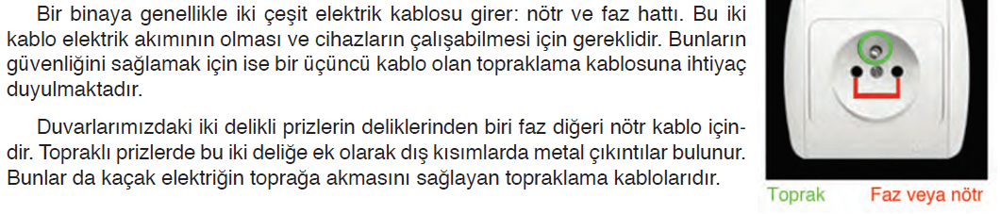 Bir binaya genellikle iki çeşit elektrik kablosu girer: nötr ve faz hattı. Bu iki
kablo elektrik akımının olması ve cihazların çalışabilmesi için gereklidir. Bunların
güvenliğini sağlamak için ise bir üçüncü kablo olan topraklama kablosuna ihtiyaç
duyulmaktadır.
Duvarlarımızdaki iki delikli prizlerin deliklerinden biri faz diğeri nötr kablo için-
dir. Topraklı prizlerde bu iki deliğe ek olarak dış kısımlarda metal çıkıntılar bulunur.
Bunlar da kaçak elektriğin toprağa akmasını sağlayan topraklama kablolarıdır.
Toprak Faz veya nötr